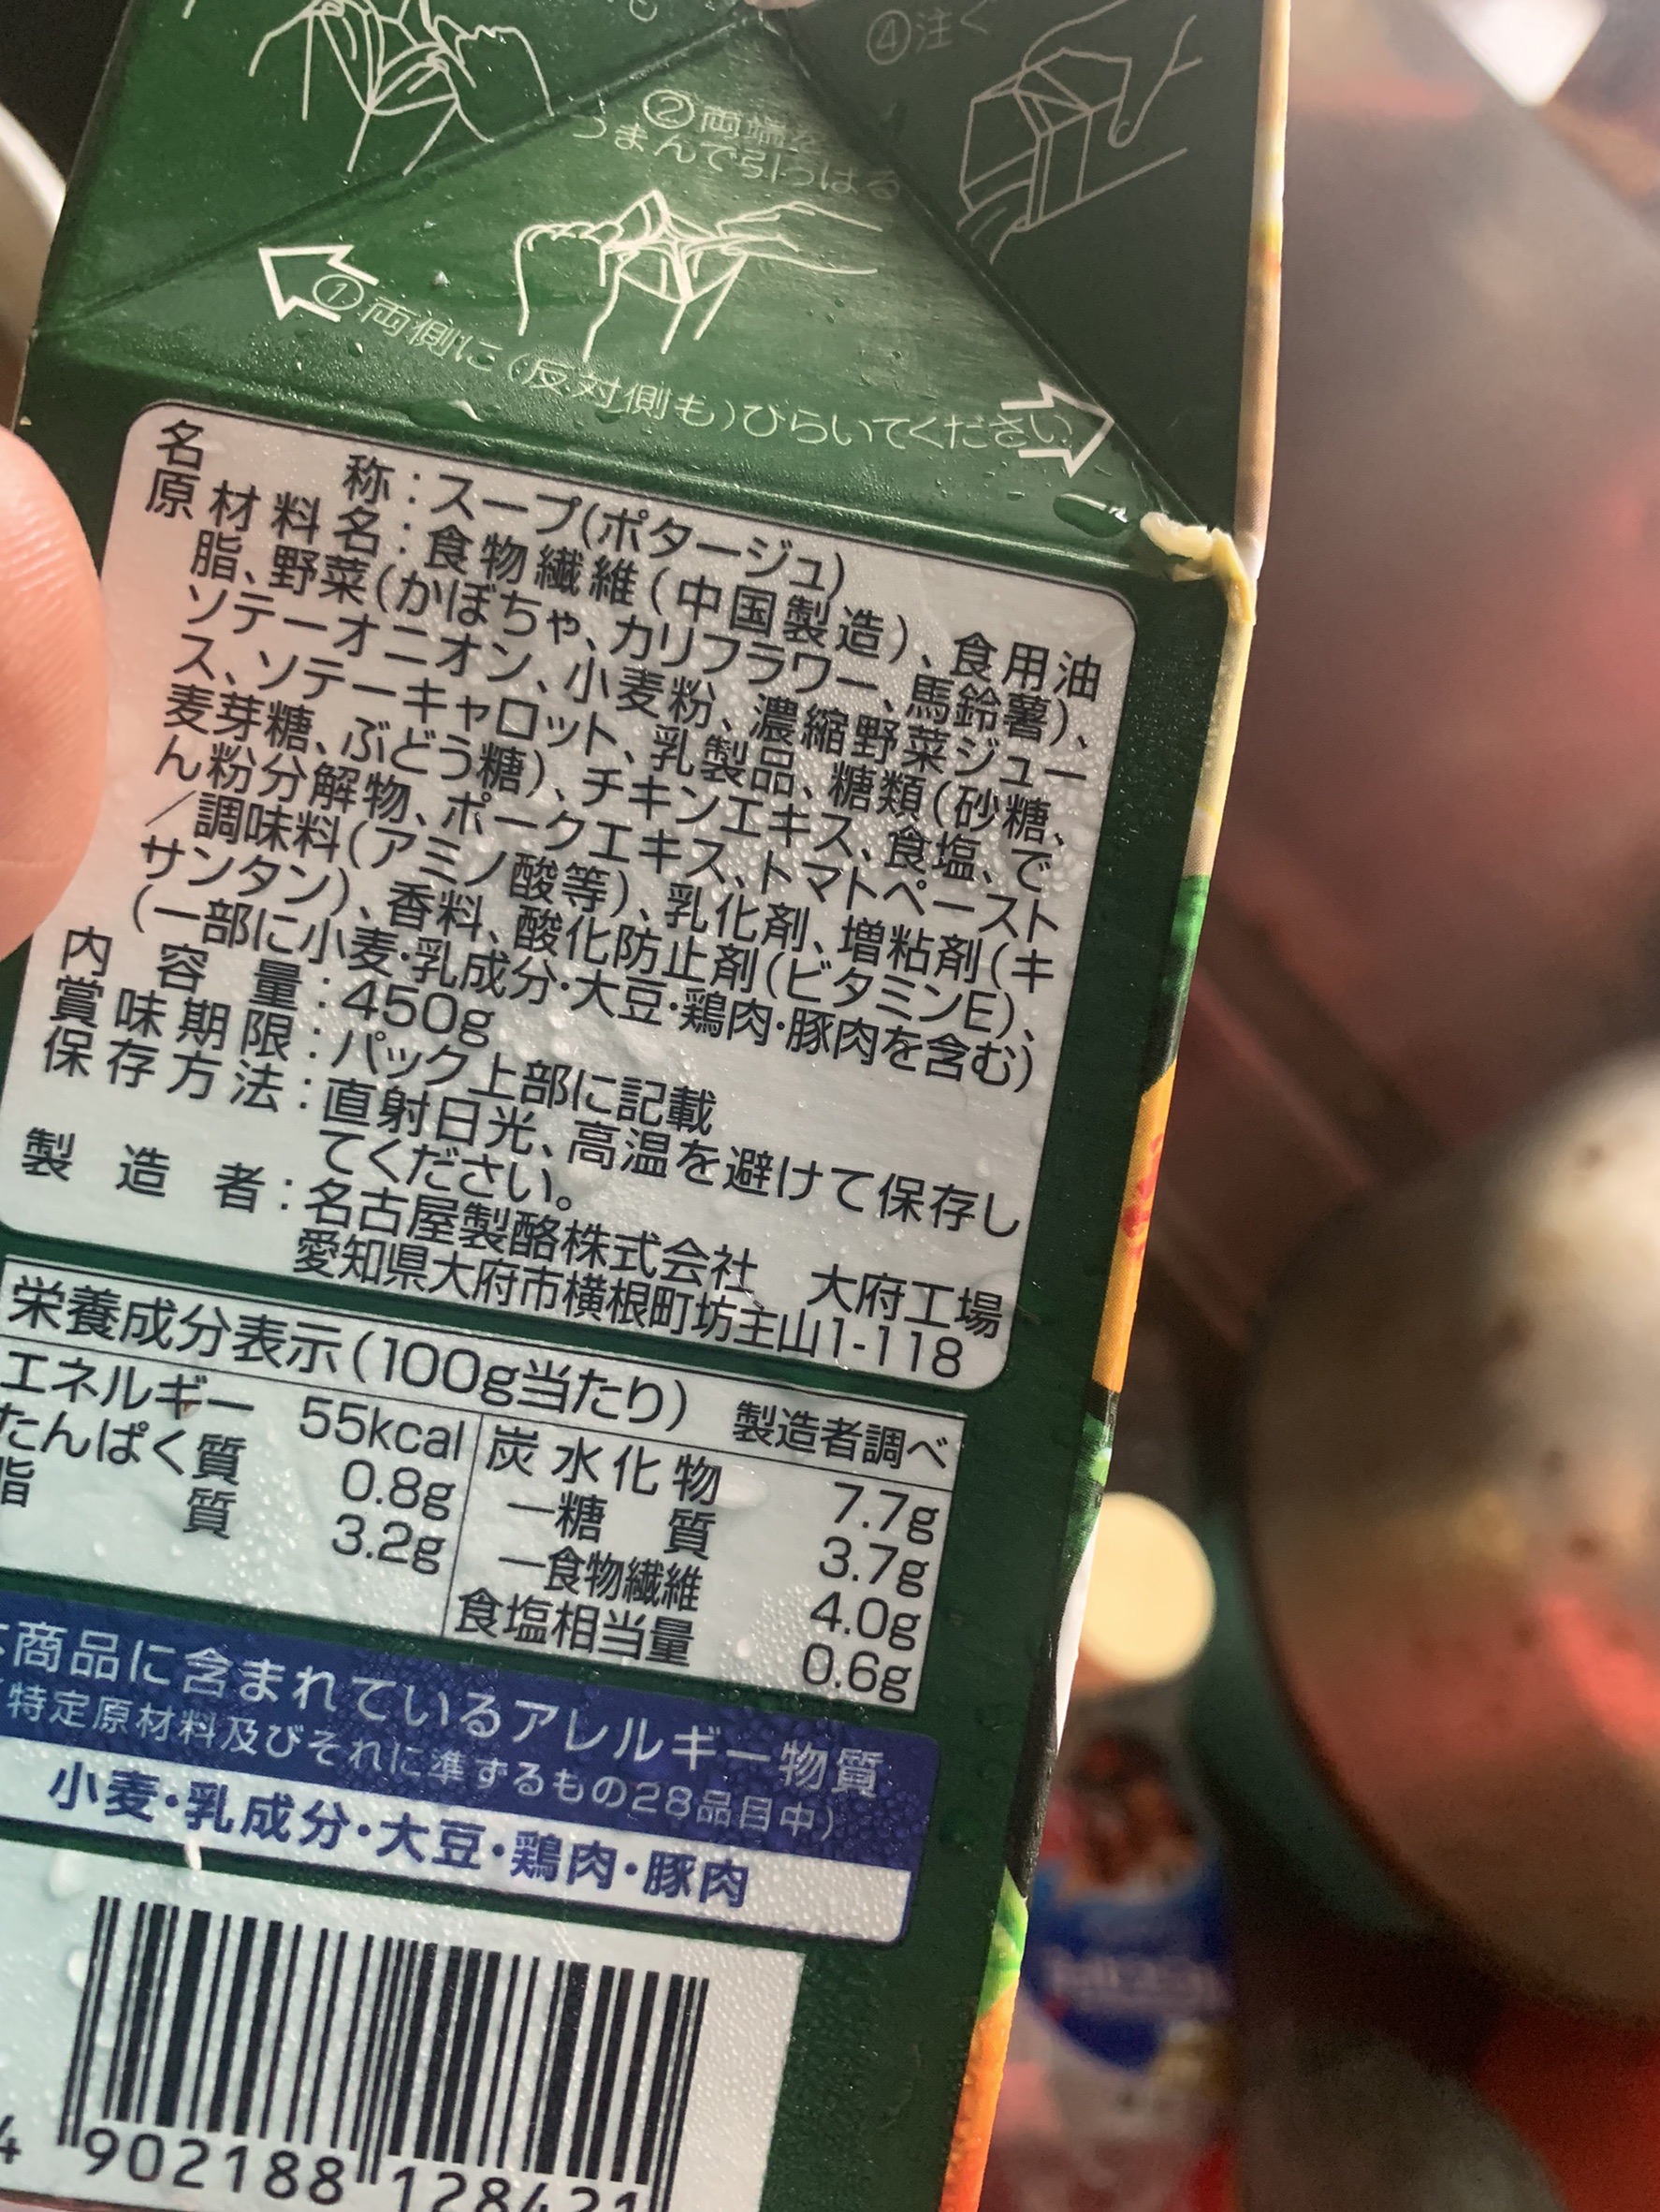 ④注ぐ
②両端を
つまんで引っぱる
①両側に(反対側も)ひらいてください
名　　　称:スープ(ポタージュ)
原材料名:食物繊維(中国製造)、食用油
脂、野菜(かぼちゃ、カリフラワー、馬鈴薯)、
ソテーオニオン、小麦粉、濃縮野菜ジュー
ス、ソテーキャロット、乳製品、糖類(砂糖、
麦芽糖、ぶどう糖)、チキンエキス、食塩、で
ん粉分解物、ポークエキス、トマトペースト
/調味料(アミノ酸等)、乳化剤、増粘剤(キ
サンタン)、香料、酸化防止剤(ビタミンE)、
(一部に小麦・乳成分・大豆・鶏肉・豚肉を含む)
内容量:450g
賞味期限:パック上部に記載
保存方法:直射日光、高温を避けて保存し
てください。
製造者:名古屋製酪株式会社　大府工場
愛知県大府市横根町坊主山1-118
栄養成分表示(100g当たり) 製造者調べ
エネルギー 55kcal 炭水化物 7.7g
たんぱく質 0.8g ―糖質 3.7g
脂質 3.2g ―食物繊維 4.0g
食塩相当量 0.6g
商品に含まれているアレルギー物質
特定原材料及びそれに準ずるもの28品目中)
小麦・乳成分・大豆・鶏肉・豚肉
4 902188 128421